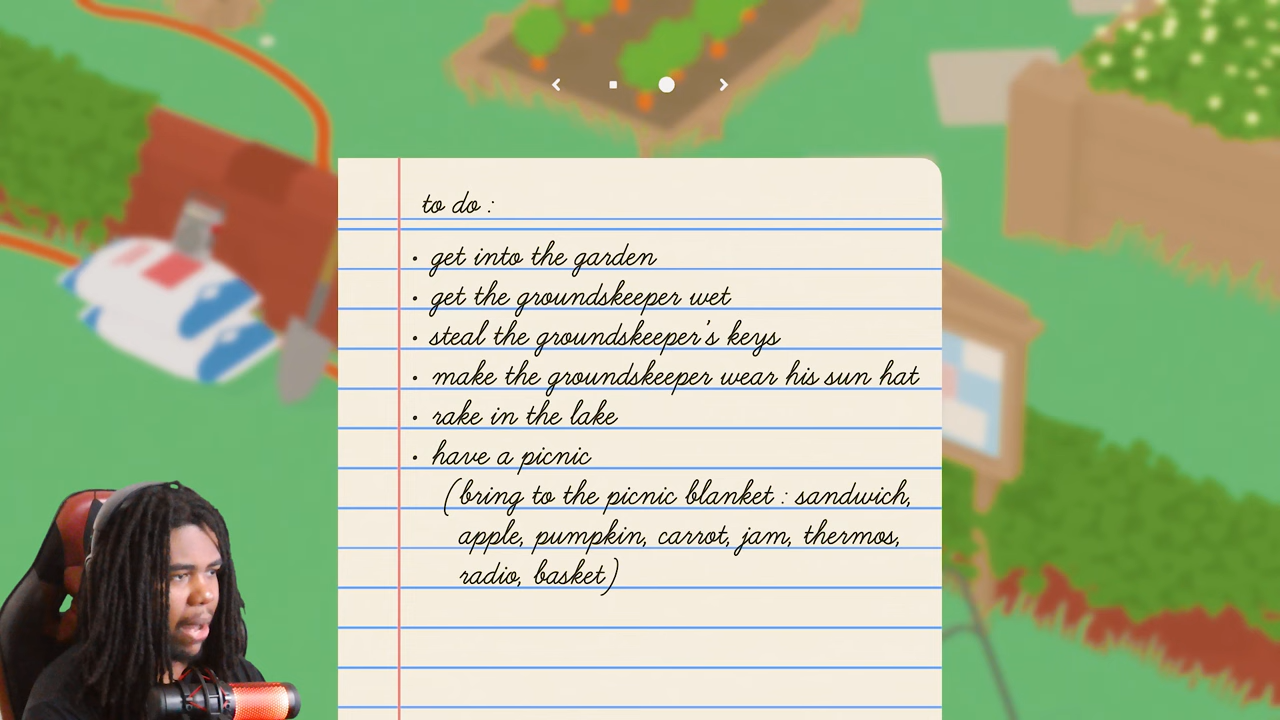 to do :
• get into the garden
• get the groundskeeper wet
• steal the groundskeeper's keys
• make the groundskeeper wear his sun hat
• rake in the lake
• have a picnic
(bring to the picnic blanket : sandwich,
apple, pumpkin, carrot, jam, thermos,
radio, basket)